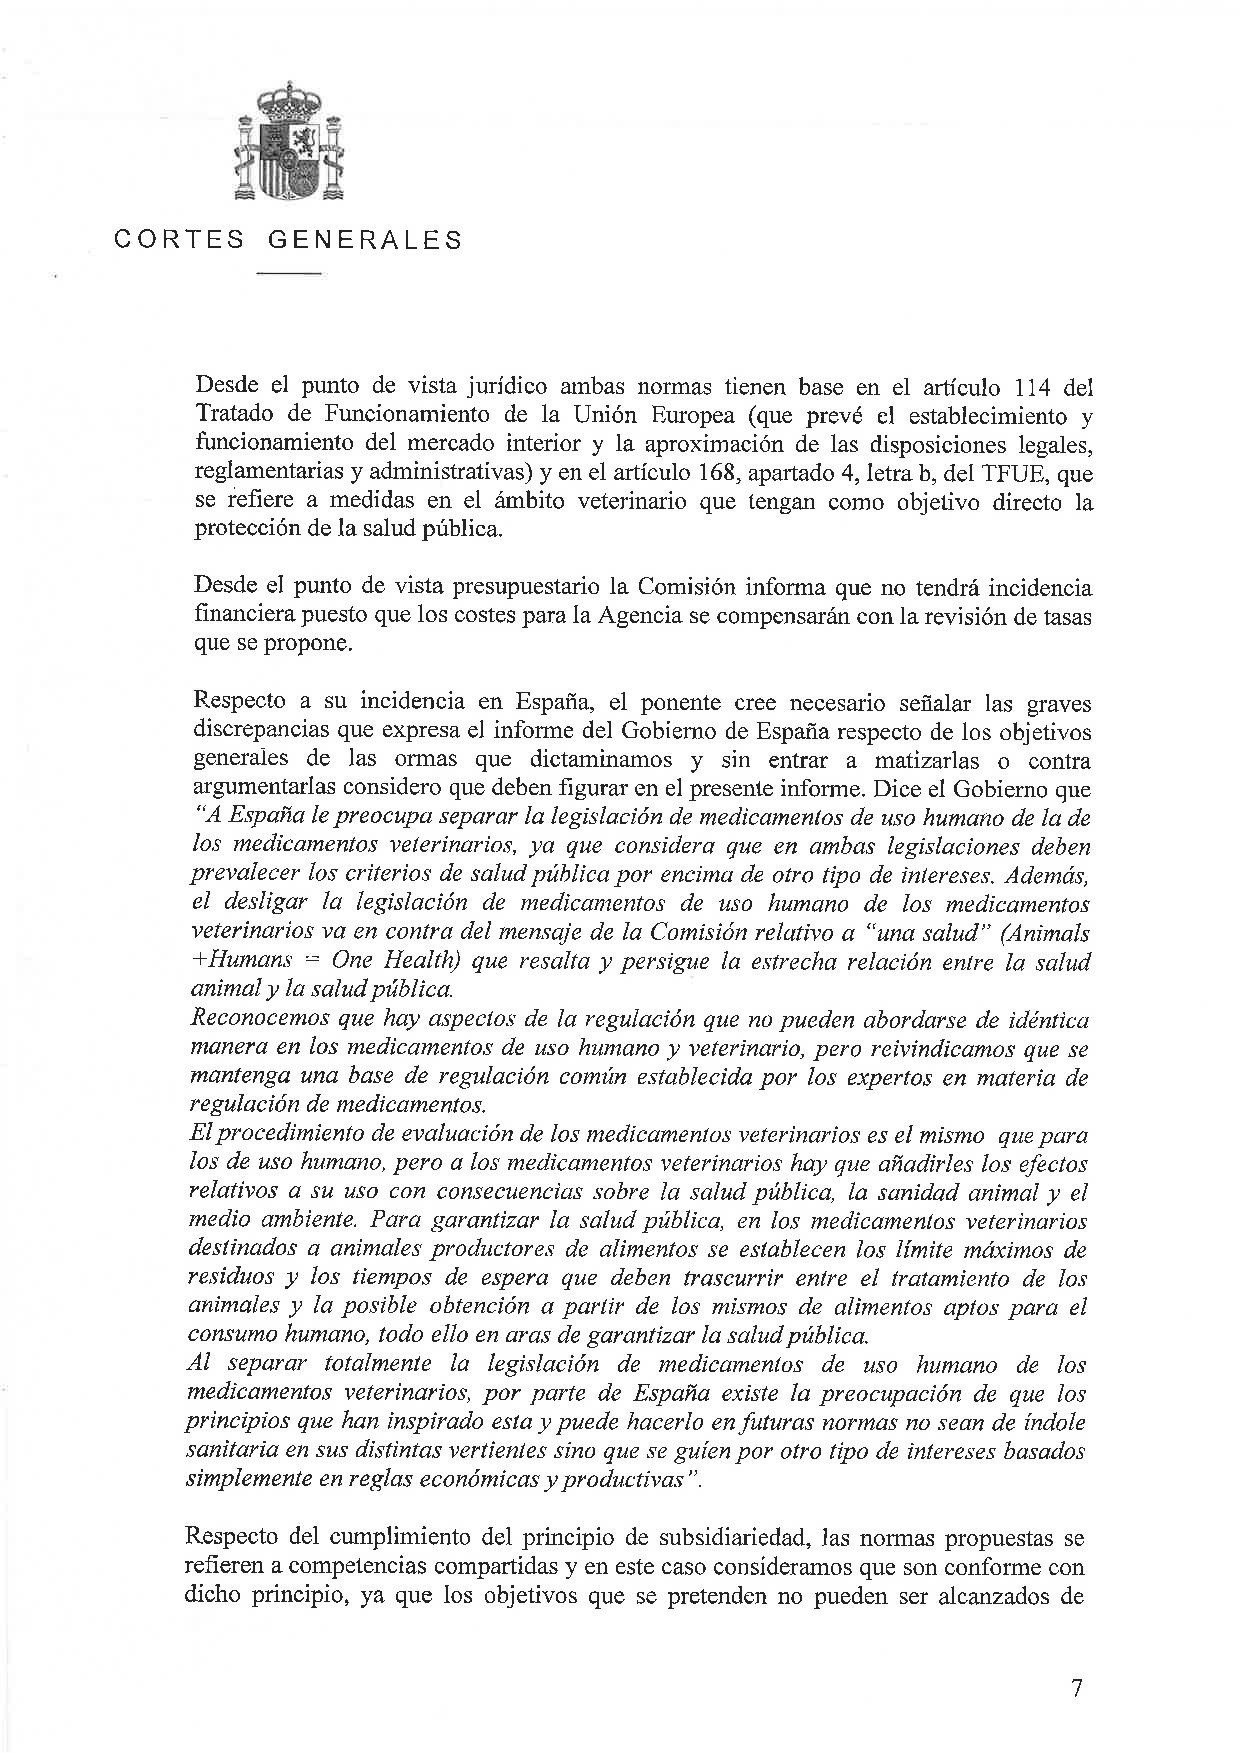 CORTES GENERALES
Desde el punto de vista jurídico ambas normas tienen base en el artículo 114 del
Tratado de Funcionamiento de la Unión Europea (que prevé el establecimiento y
funcionamiento del mercado interior y la aproximación de las disposiciones legales,
reglamentarias y administrativas) y en el artículo 168, apartado 4, letra b, del TFUE, que
se refiere a medidas en el ámbito veterinario que tengan como objetivo directo la
protección de la salud pública.
Desde el punto de vista presupuestario la Comisión informa que no tendrá incidencia
financiera puesto que los costes para la Agencia se compensarán con la revisión de tasas
que se propone.
Respecto a su incidencia en España, el ponente cree necesario señalar las graves
discrepancias que expresa el informe del Gobierno de España respecto de los objetivos
generales de las ormas que dictaminamos y sin entrar a matizarlas o contra
argumentarlas considero que deben figurar en el presente informe. Dice el Gobierno que
“A España le preocupa separar la legislación de medicamentos de uso humano de la de
los medicamentos veterinarios, ya que considera que en ambas legislaciones deben
prevalecer los criterios de salud pública por encima de otro tipo de intereses. Además,
el desligar la legislación de medicamentos de uso humano de los medicamentos
veterinarios va en contra del mensaje de la Comisión relativo a “una salud” (Animals
+Humans = One Health) que resalta y persigue la estrecha relación entre la salud
animal y la salud pública.
Reconocemos que hay aspectos de la regulación que no pueden abordarse de idéntica
manera en los medicamentos de uso humano y veterinario, pero reivindicamos que se
mantenga una base de regulación común establecida por los expertos en materia de
regulación de medicamentos.
El procedimiento de evaluación de los medicamentos veterinarios es el mismo que para
los de uso humano, pero a los medicamentos veterinarios hay que añadirles los efectos
relativos a su uso con consecuencias sobre la salud pública, la sanidad animal y el
medio ambiente. Para garantizar la salud pública, en los medicamentos veterinarios
destinados a animales productores de alimentos se establecen los límite máximos de
residuos y los tiempos de espera que deben trascurrir entre el tratamiento de los
animales y la posible obtención a partir de los mismos de alimentos aptos para el
consumo humano, todo ello en aras de garantizar la salud pública.
Al separar totalmente la legislación de medicamentos de uso humano de los
medicamentos veterinarios, por parte de España existe la preocupación de que los
principios que han inspirado esta y puede hacerlo en futuras normas no sean de índole
sanitaria en sus distintas vertientes sino que se guíen por otro tipo de intereses basados
simplemente en reglas económicas y productivas”.
Respecto del cumplimiento del principio de subsidiariedad, las normas propuestas se
refieren a competencias compartidas y en este caso consideramos que son conforme con
dicho principio, ya que los objetivos que se pretenden no pueden ser alcanzados de
7